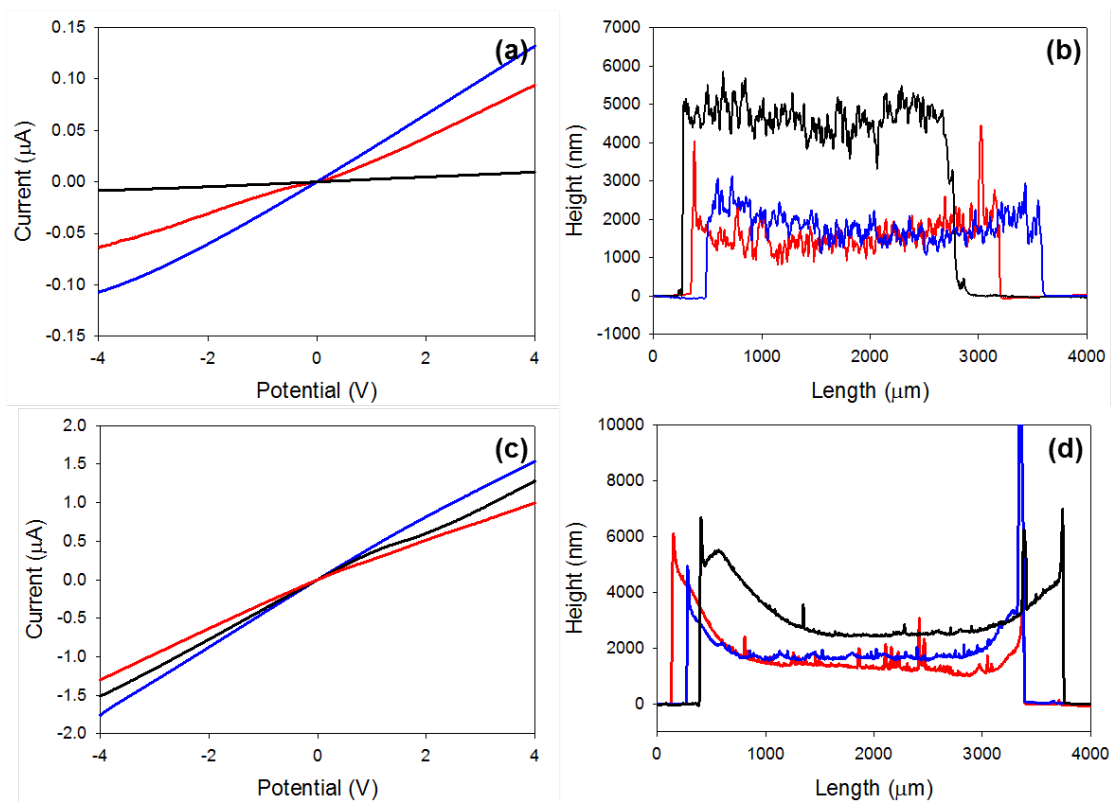 (a)
0.15
0.10
0.05
0.00
-0.05
-0.10
-0.15
Current (μA)
-4 -2 0 2 4
Potential (V)
(b)
7000
6000
5000
4000
3000
2000
1000
0
-1000
Height (nm)
0 1000 2000 3000 4000
Length (μm)
(c)
2.0
1.5
1.0
0.5
0.0
-0.5
-1.0
-1.5
-2.0
Current (μA)
-4 -2 0 2 4
Potential (V)
(d)
10000
8000
6000
4000
2000
0
Height (nm)
0 1000 2000 3000 4000
Length (μm)